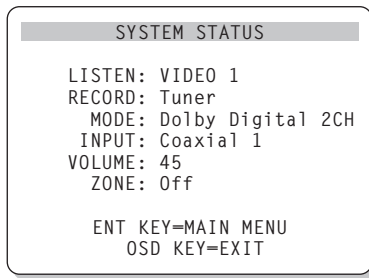 SYSTEM STATUS
LISTEN: VIDEO 1
RECORD: Tuner
MODE: Dolby Digital 2CH
INPUT: Coaxial 1
VOLUME: 45
ZONE: Off
ENT KEY=MAIN MENU
OSD KEY=EXIT